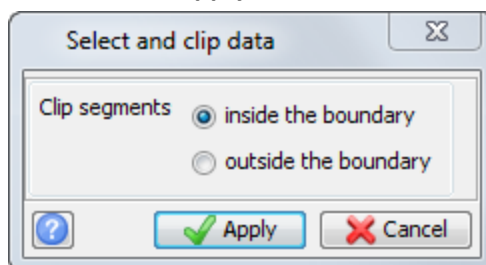 Select and clip data
Clip segments
inside the boundary
outside the boundary
Apply
Cancel